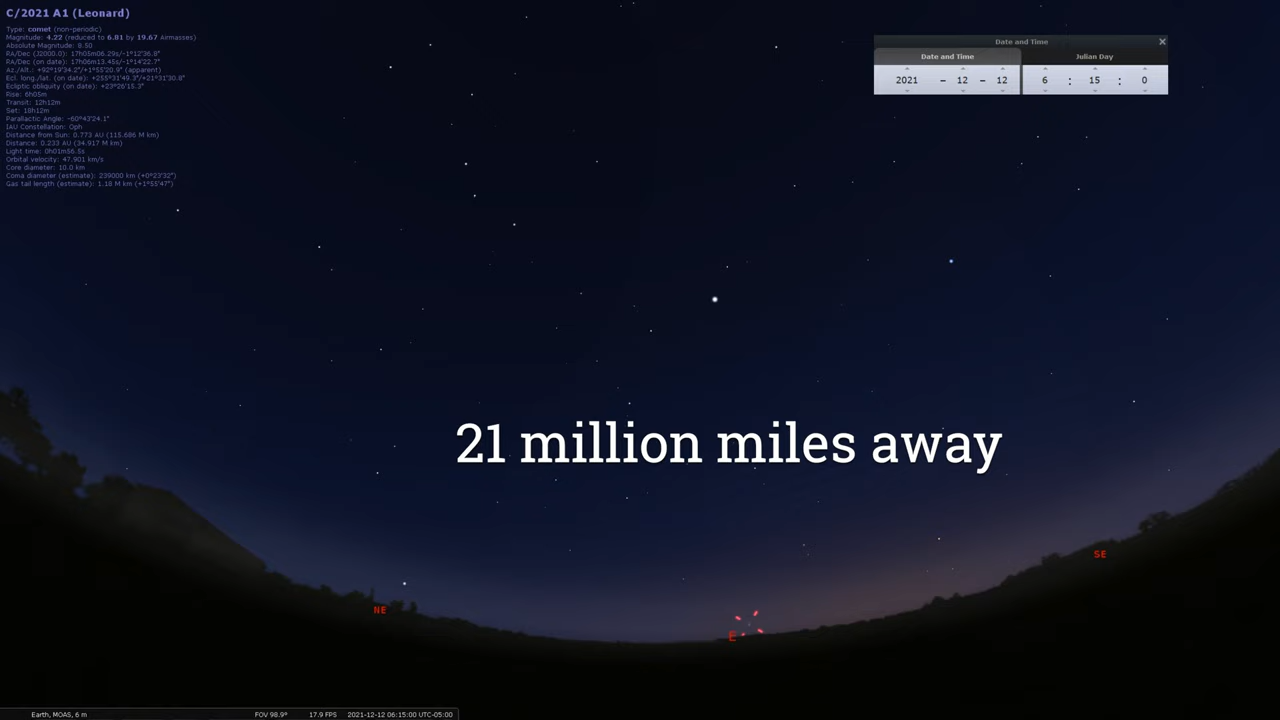 C/2021 A1 (Leonard)
Type: comet (non-periodic)
Magnitude: 4.22 (reduced to 6.81 by 19.67 Airmasses)
Absolute Magnitude: 8.50
RA/Dec (J2000.0): 17h05m06.29s/-1°12'36.8"
RA/Dec (on date): 17h06m13.45s/-1°14'22.7"
Az./Alt.: +92°19'34.2"/+1°55'20.9" (apparent)
Ecl. long./lat. (on date): +255°31'49.3"/+21°31'30.8"
Ecliptic obliquity (on date): +23°26'15.3"
Rise: 6h05m
Transit: 12h12m
Set: 18h12m
Parallactic Angle: -60°43'24.1"
IAU Constellation: Oph
Distance from Sun: 0.773 AU (115.686 M km)
Distance: 0.233 AU (34.917 M km)
Light time: 0h01m56.5s
Orbital velocity: 47.901 km/s
Core diameter: 10.0 km
Coma diameter (estimate): 239000 km (+0°23'32")
Gas tail length (estimate): 1.18 M km (+1°55'47")
Date and Time
Date and Time Julian Day
2021 – 12 – 12 6 : 15 : 0
21 million miles away
SE
NE
E
Earth, MOAS, 6 m FOV 98.9° 17.9 FPS 2021-12-12 06:15:00 UTC-05:00